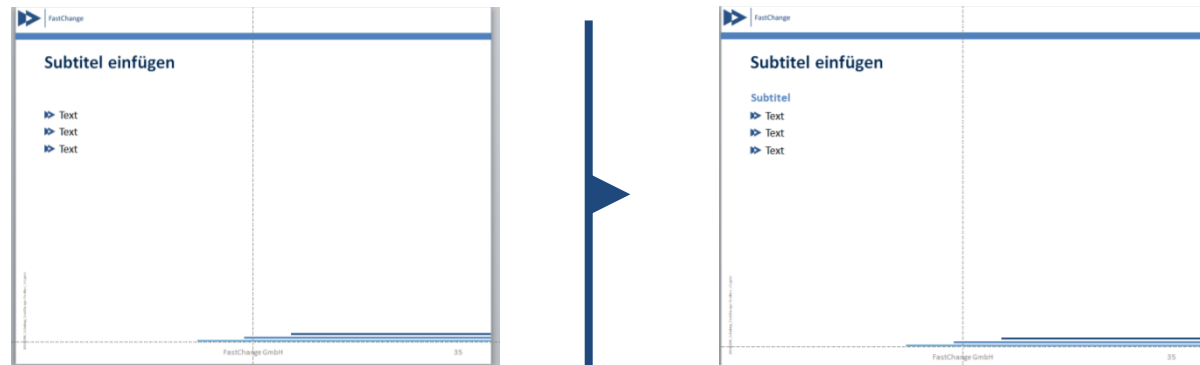 FastChange
Subtitel einfügen
Text
Text
Text
FastChange GmbH
35
FastChange
Subtitel einfügen
Subtitel
Text
Text
Text
FastChange GmbH
35